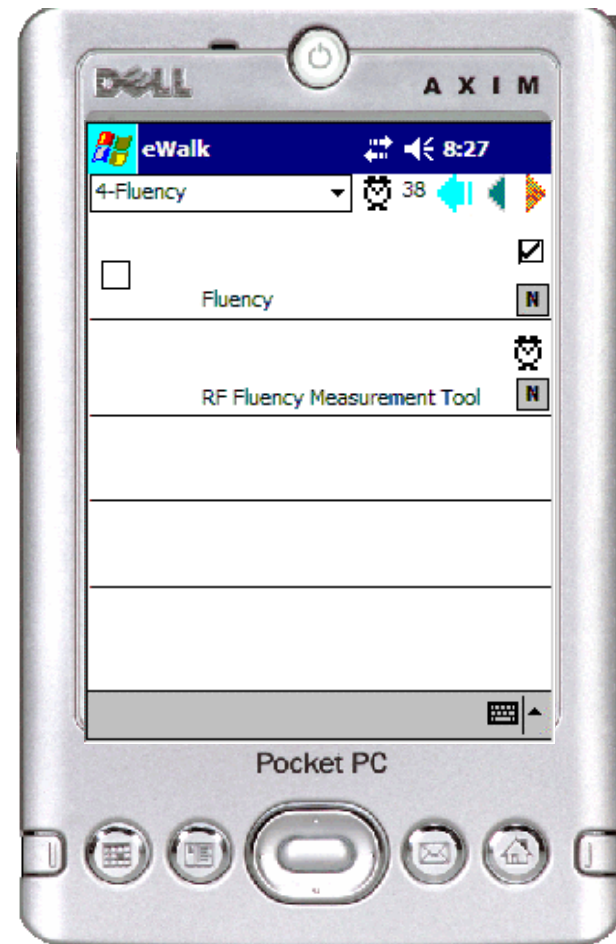 DELL
AXIM
eWalk 8:27
4-Fluency 38
Fluency N
RF Fluency Measurement Tool N
Pocket PC